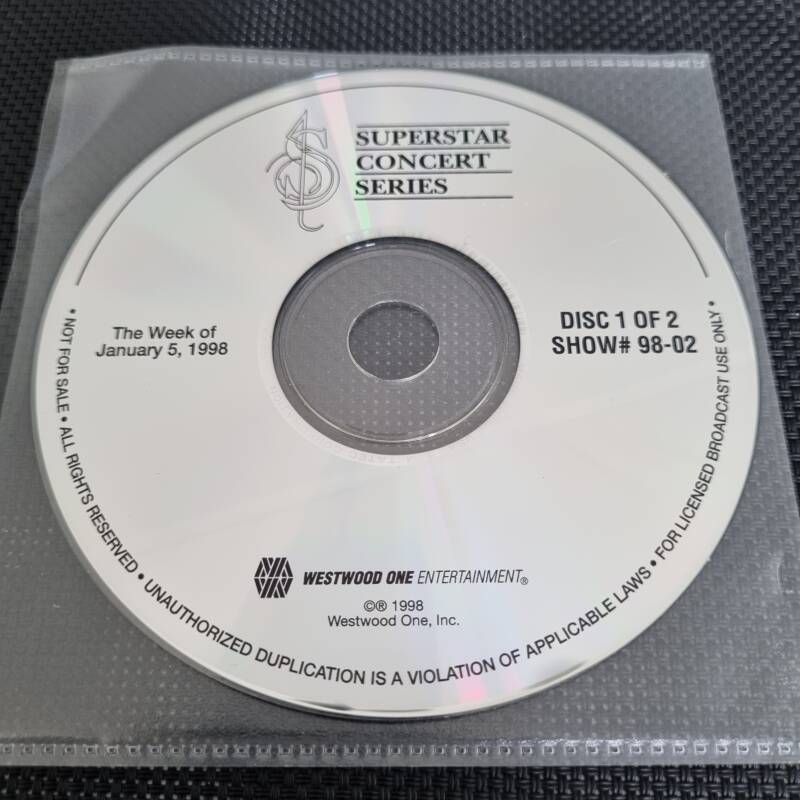 SUPERSTAR
CONCERT
SERIES
The Week of
January 5, 1998
DISC 1 OF 2
SHOW# 98-02
WESTWOOD ONE ENTERTAINMENT®
©® 1998
Westwood One, Inc.
• NOT FOR SALE • ALL RIGHTS RESERVED • UNAUTHORIZED DUPLICATION IS A VIOLATION OF APPLICABLE LAWS • FOR LICENSED BROADCAST USE ONLY •